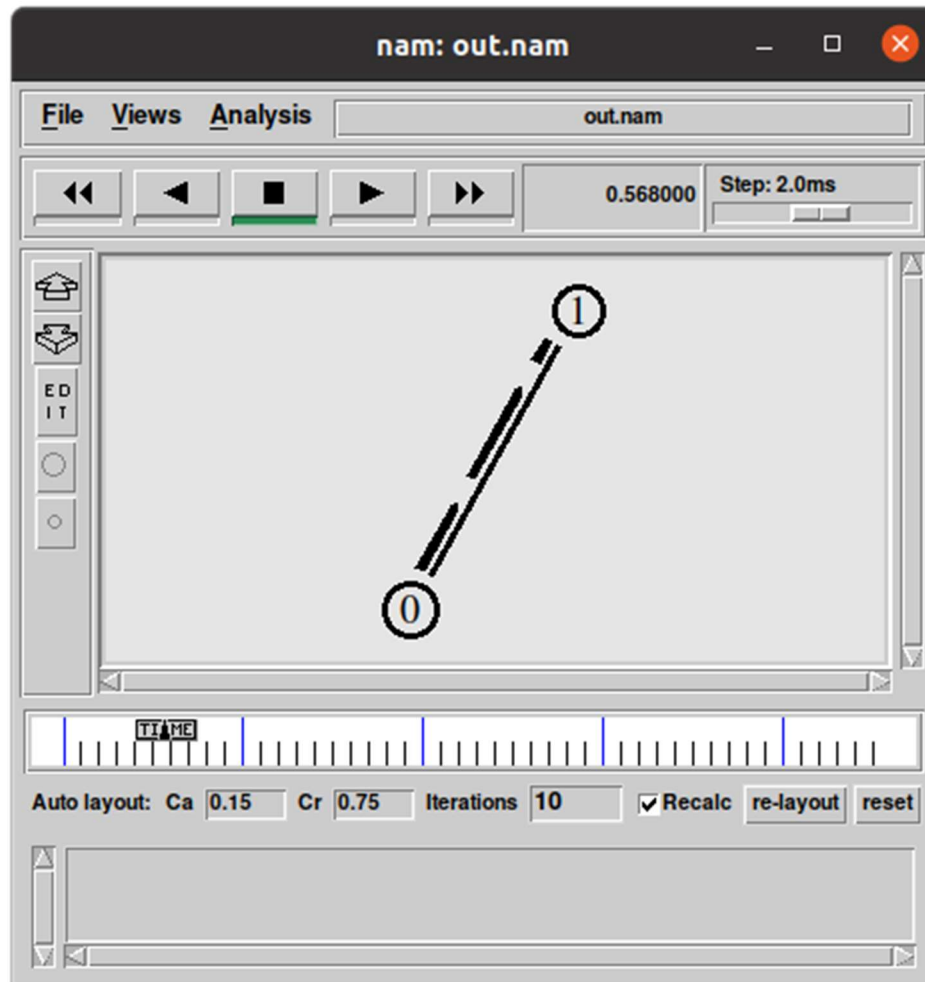 nam: out.nam
File Views Analysis out.nam
0.568000 Step: 2.0ms
E D
I T
1
0
TIME
Auto layout: Ca 0.15 Cr 0.75 Iterations 10 Recalc re-layout reset